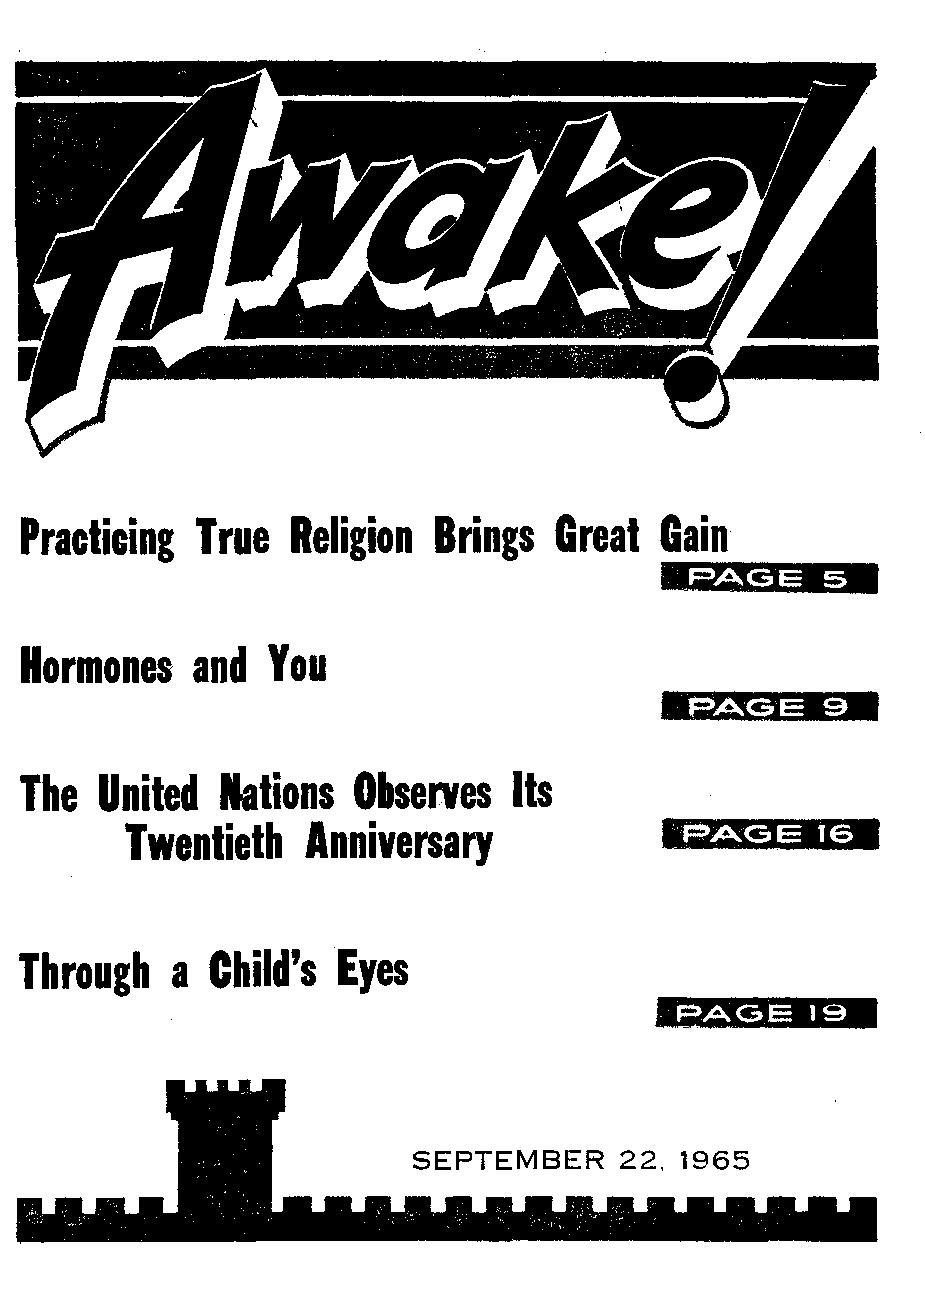 Awake!
Practicing True Religion Brings Great Gain
PAGE 5
Hormones and You
PAGE 9
The United Nations Observes Its
Twentieth Anniversary
PAGE 16
Through a Child's Eyes
PAGE 19
SEPTEMBER 22, 1965